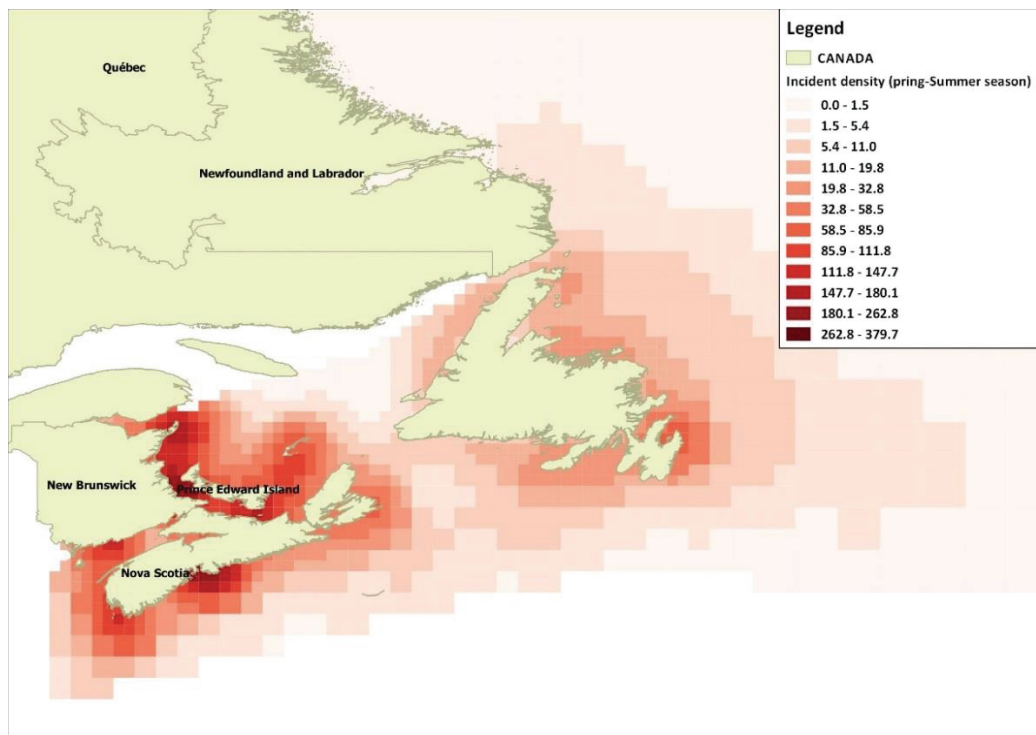 Legend
CANADA
Incident density (pring-Summer season)
0.0 - 1.5
1.5 - 5.4
5.4 - 11.0
11.0 - 19.8
19.8 - 32.8
32.8 - 58.5
58.5 - 85.9
85.9 - 111.8
111.8 - 147.7
147.7 - 180.1
180.1 - 262.8
262.8 - 379.7
Québec
Newfoundland and Labrador
New Brunswick
Prince Edward Island
Nova Scotia